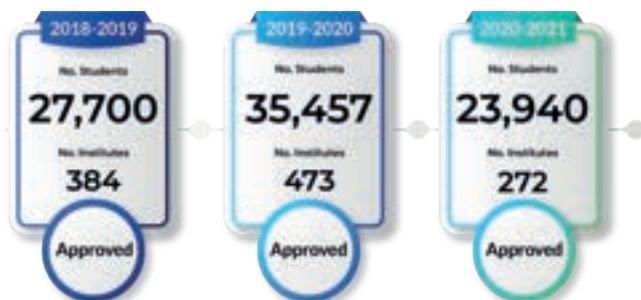 2018-2019
No. Students
27,700
No. Institutes
384
Approved
2019-2020
No. Students
35,457
No. Institutes
473
Approved
2020-2021
No. Students
23,940
No. Institutes
272
Approved